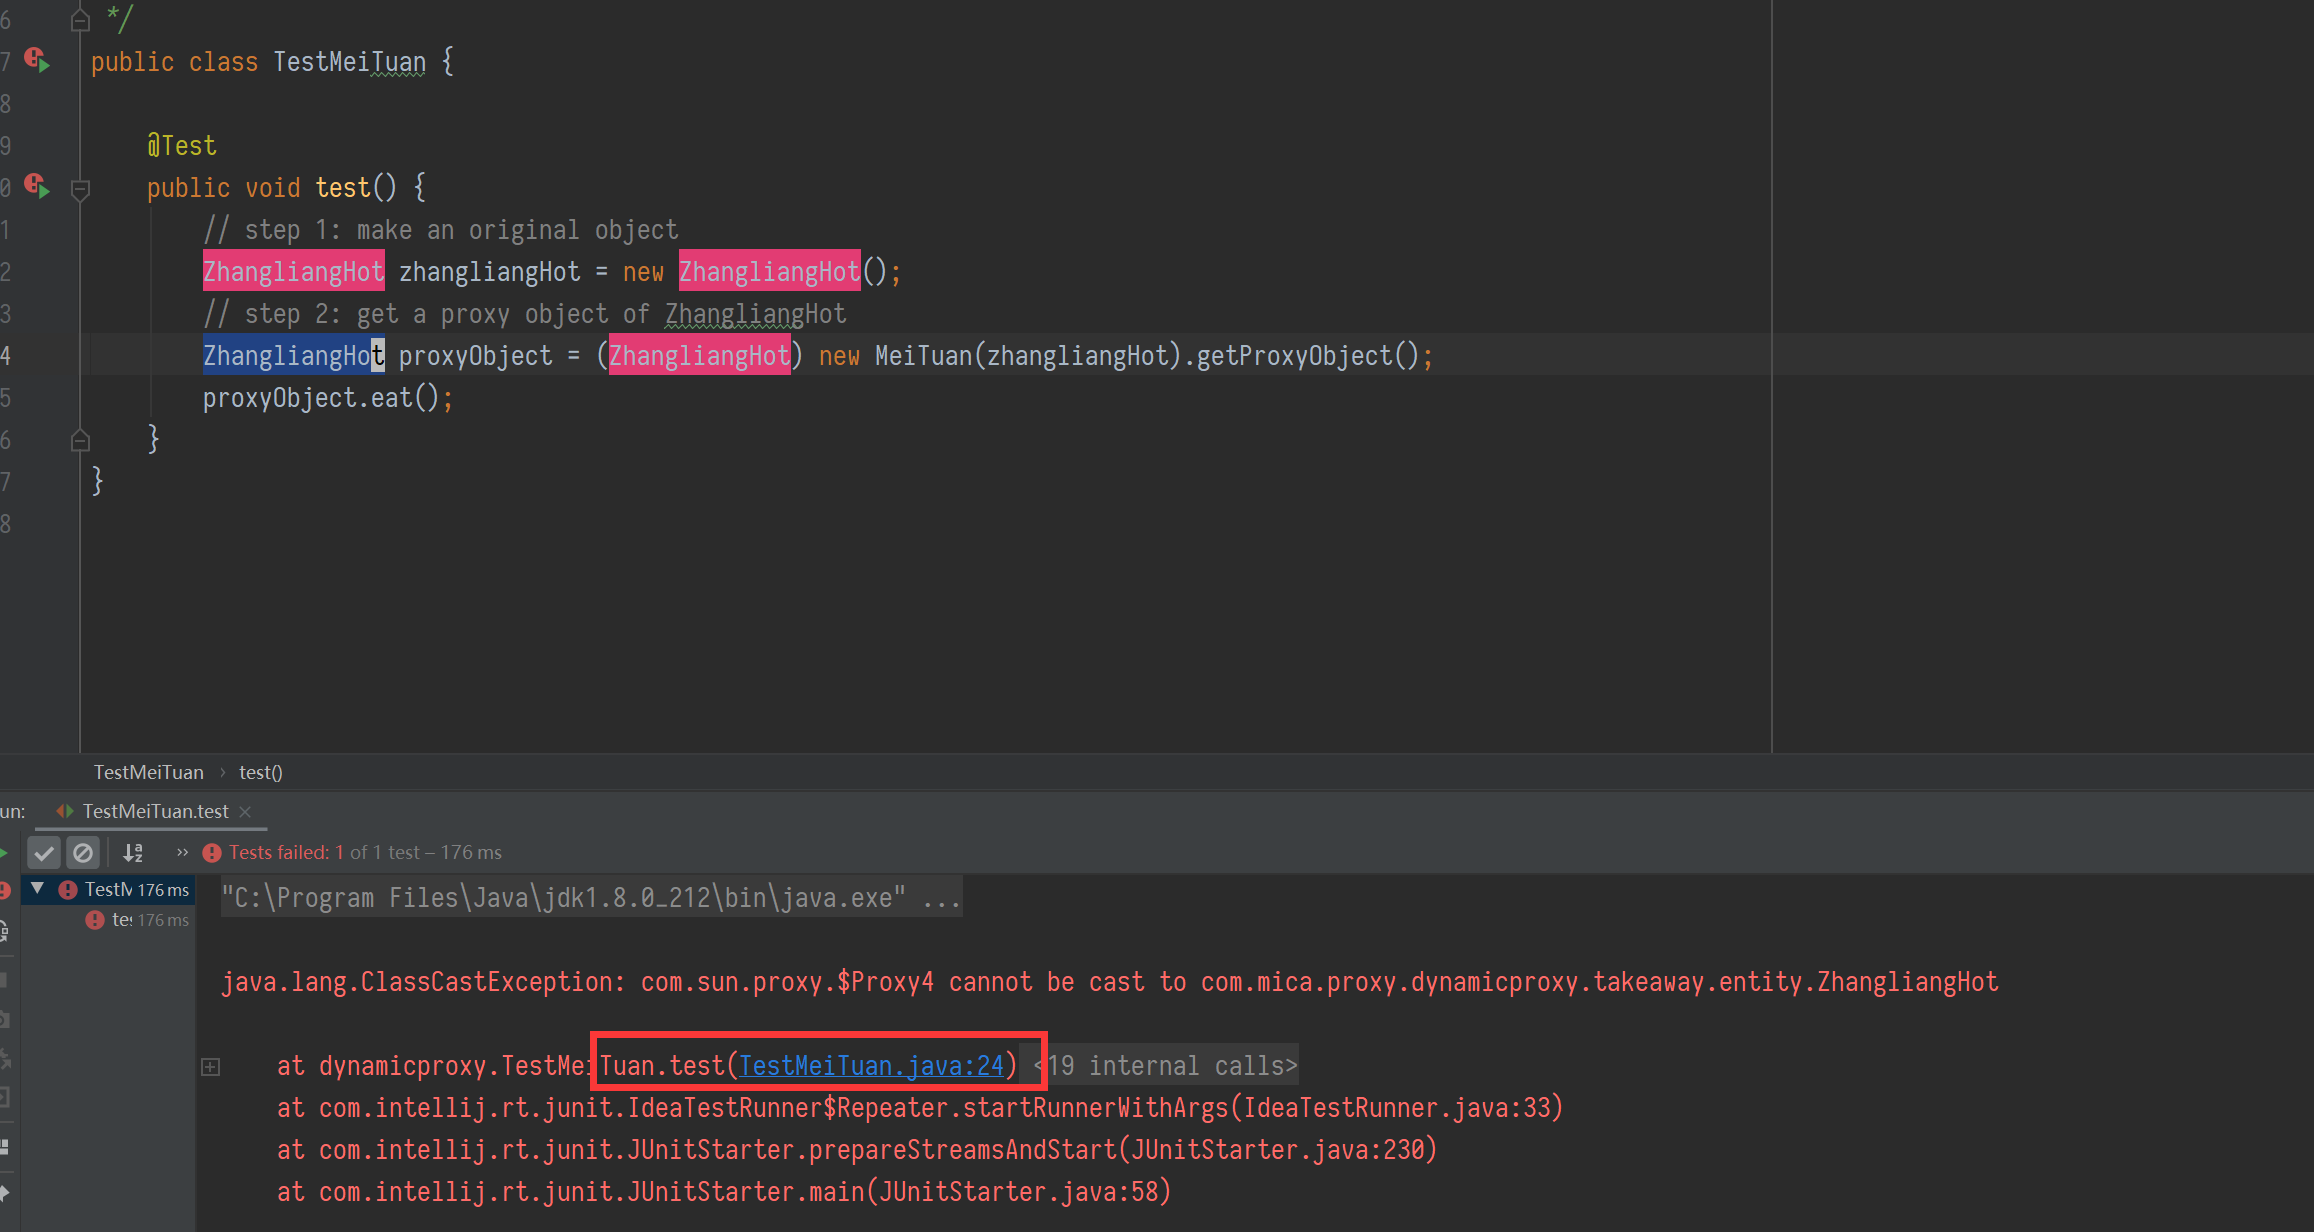 6 */
7 public class TestMeiTuan {
8
9 @Test
0 public void test() {
1 // step 1: make an original object
2 ZhangliangHot zhangliangHot = new ZhangliangHot();
3 // step 2: get a proxy object of ZhangliangHot
4 ZhangliangHot proxyObject = (ZhangliangHot) new MeiTuan(zhangliangHot).getProxyObject();
5 proxyObject.eat();
6 }
7 }
8
TestMeiTuan › test()
un: TestMeiTuan.test ×
» Tests failed: 1 of 1 test – 176 ms
TestM 176 ms
tes 176 ms
"C:\Program Files\Java\jdk1.8.0_212\bin\java.exe" ...
java.lang.ClassCastException: com.sun.proxy.$Proxy4 cannot be cast to com.mica.proxy.dynamicproxy.takeaway.entity.ZhangliangHot
at dynamicproxy.TestMeiTuan.test(TestMeiTuan.java:24) <19 internal calls>
at com.intellij.rt.junit.IdeaTestRunner$Repeater.startRunnerWithArgs(IdeaTestRunner.java:33)
at com.intellij.rt.junit.JUnitStarter.prepareStreamsAndStart(JUnitStarter.java:230)
at com.intellij.rt.junit.JUnitStarter.main(JUnitStarter.java:58)